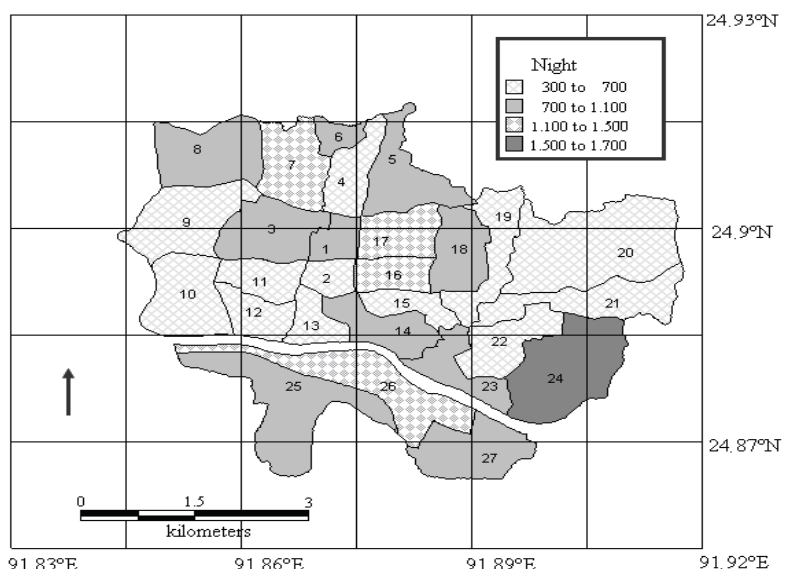 24.93°N
Night
300 to 700
700 to 1.100
1.100 to 1.500
1.500 to 1.700
6
8
7
5
4
19
9
3
17
24.9°N
1
18
20
16
11
2
10
15
21
12
13
14
22
24
25
26
23
24.87°N
27
0 1.5 3
kilometers
91.83°E 91.86°E 91.89°E 91.92°E